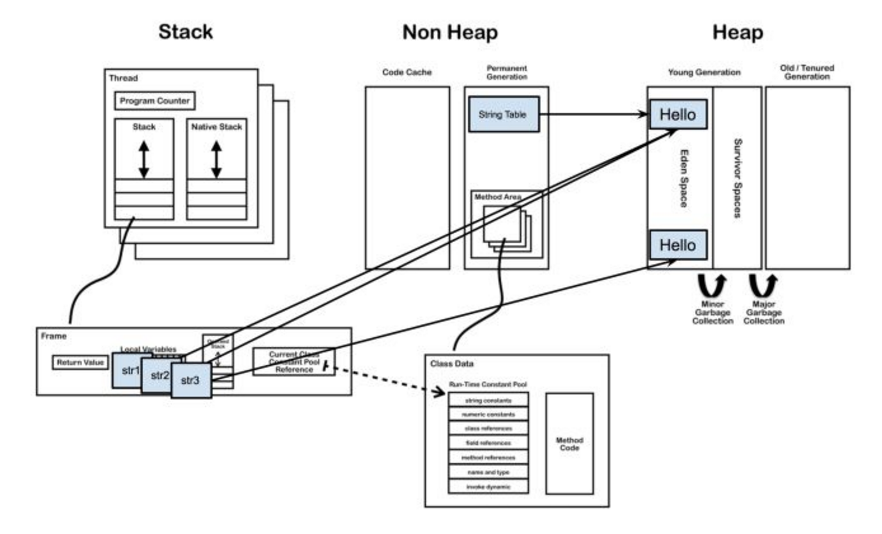 Stack
Non Heap
Heap
Thread
Program Counter
Stack
Native Stack
Code Cache
Permanent
Generation
String Table
Method Area
Young Generation
Old / Tenured
Generation
Hello
Eden Space
Survivor Spaces
Hello
Minor
Garbage
Collection
Major
Garbage
Collection
Frame
Return Value
Local Variables
str1
str2
str3
Stack
Current Class
Constant Pool
Reference
Class Data
Run-Time Constant Pool
string constants
numeric constants
class references
field references
method references
name and type
invoke dynamic
Method
Code